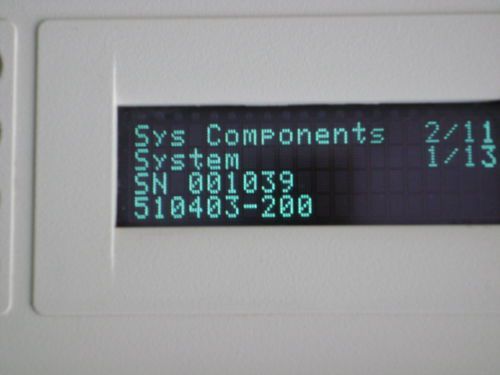 Sys Components 2/11
System 1/13
SN 001039
510403-200